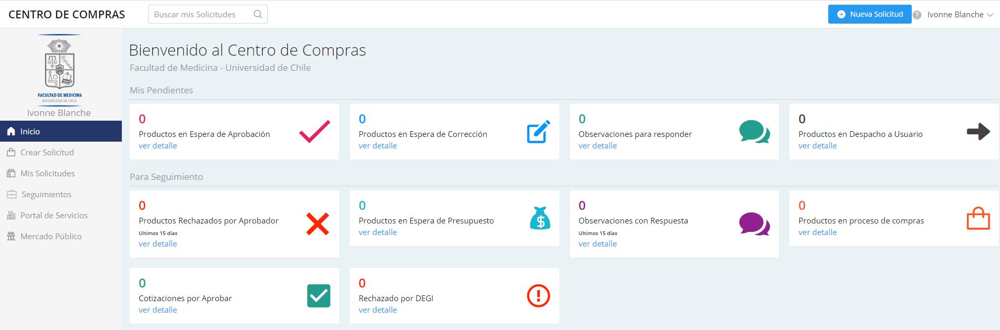 CENTRO DE COMPRAS
Buscar mis Solicitudes
Nueva Solicitud
Ivonne Blanche
FACULTAD DE MEDICINA
UNIVERSIDAD DE CHILE
Ivonne Blanche
Inicio
Crear Solicitud
Mis Solicitudes
Seguimientos
Portal de Servicios
Mercado Público
Bienvenido al Centro de Compras
Facultad de Medicina - Universidad de Chile
Mis Pendientes
0
Productos en Espera de Aprobación
ver detalle
0
Productos en Espera de Corrección
ver detalle
0
Observaciones para responder
ver detalle
0
Productos en Despacho a Usuario
ver detalle
Para Seguimiento
0
Productos Rechazados por Aprobador
Ultimos 15 días
ver detalle
0
Productos en Espera de Presupuesto
ver detalle
0
Observaciones con Respuesta
Ultimos 15 días
ver detalle
0
Productos en proceso de compras
ver detalle
0
Cotizaciones por Aprobar
ver detalle
0
Rechazado por DEGI
ver detalle